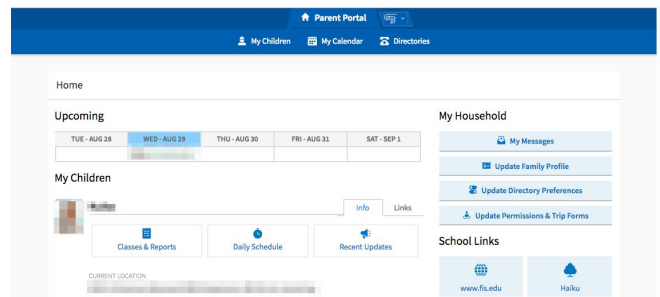 Parent Portal
My Children My Calendar Directories
Home
Upcoming
TUE - AUG 28 WED - AUG 29 THU - AUG 30 FRI - AUG 31 SAT - SEP 1
My Children
Info Links
Classes & Reports Daily Schedule Recent Updates
CURRENT LOCATION
My Household
My Messages
Update Family Profile
Update Directory Preferences
Update Permissions & Trip Forms
School Links
www.fis.edu Haiku